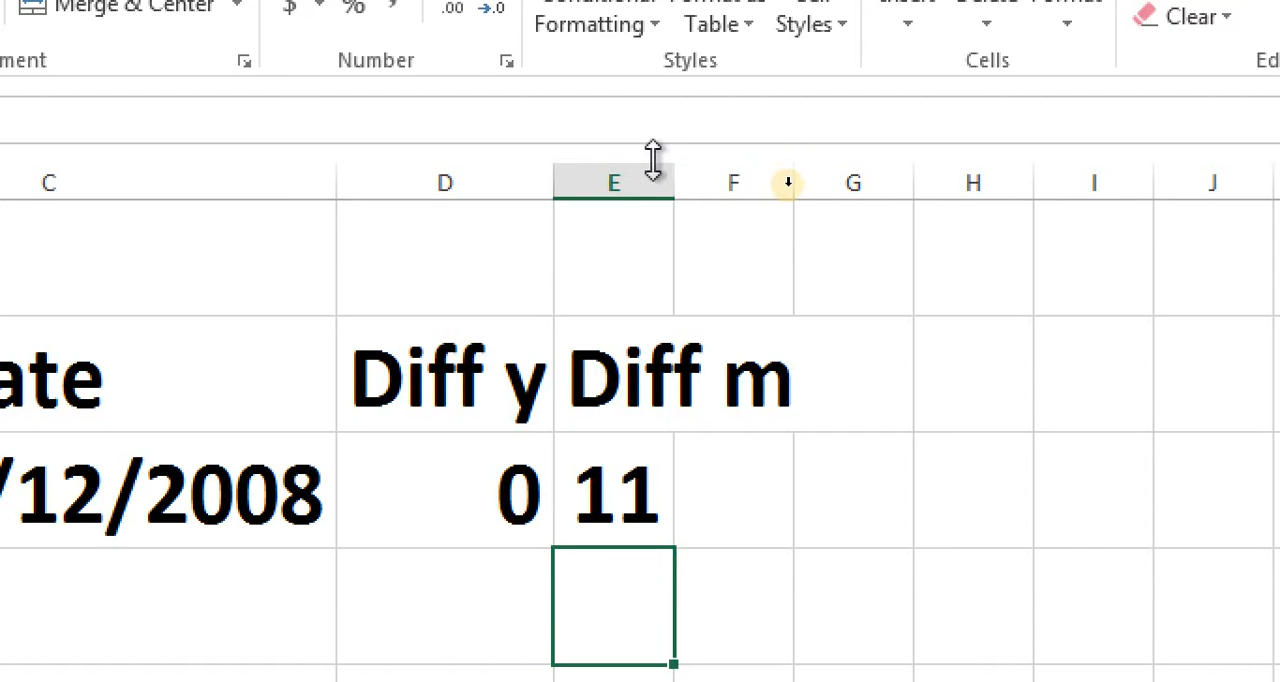 Merge & Center $ % , .00 →.0
Formatting Table Styles Clear
ment Number Styles Cells Ed
C D E F G H I J
ate Diff y Diff m
/12/2008 0 11